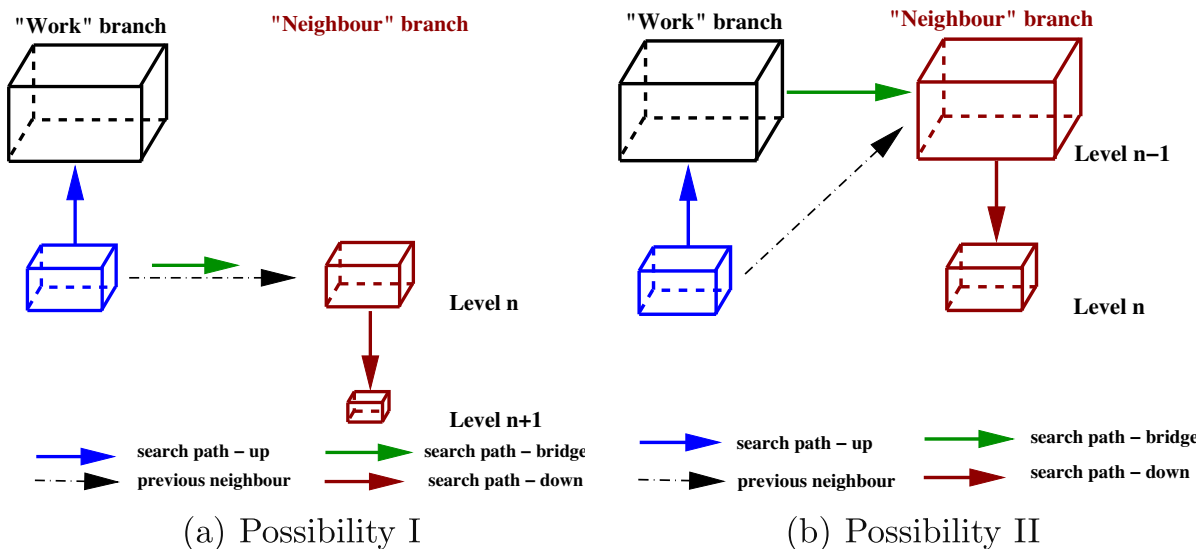 "Work" branch
"Neighbour" branch
Level n
Level n+1
search path – up
search path – bridge
previous neighbour
search path – down
(a) Possibility I
"Work" branch
"Neighbour" branch
Level n−1
Level n
search path – up
search path – bridge
previous neighbour
search path – down
(b) Possibility II